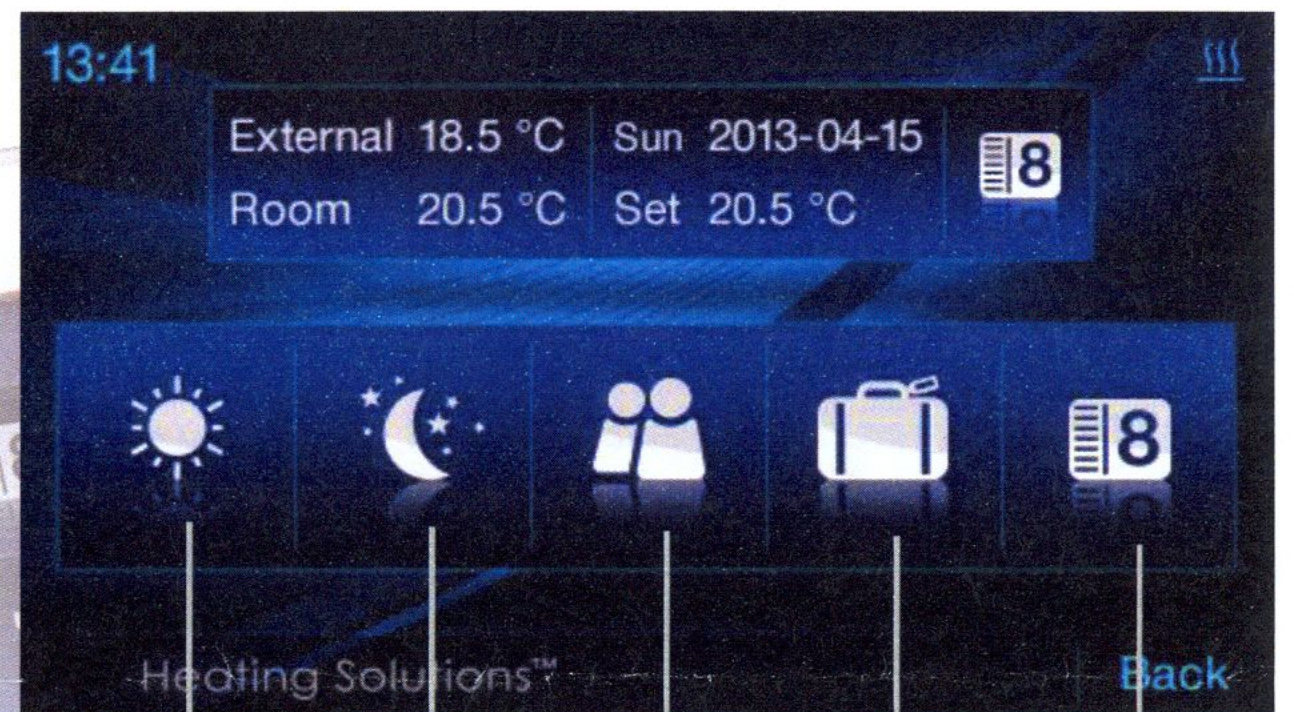 13:41
External 18.5 °C Sun 2013-04-15
Room 20.5 °C Set 20.5 °C
8
8
Heating Solutions™
Back